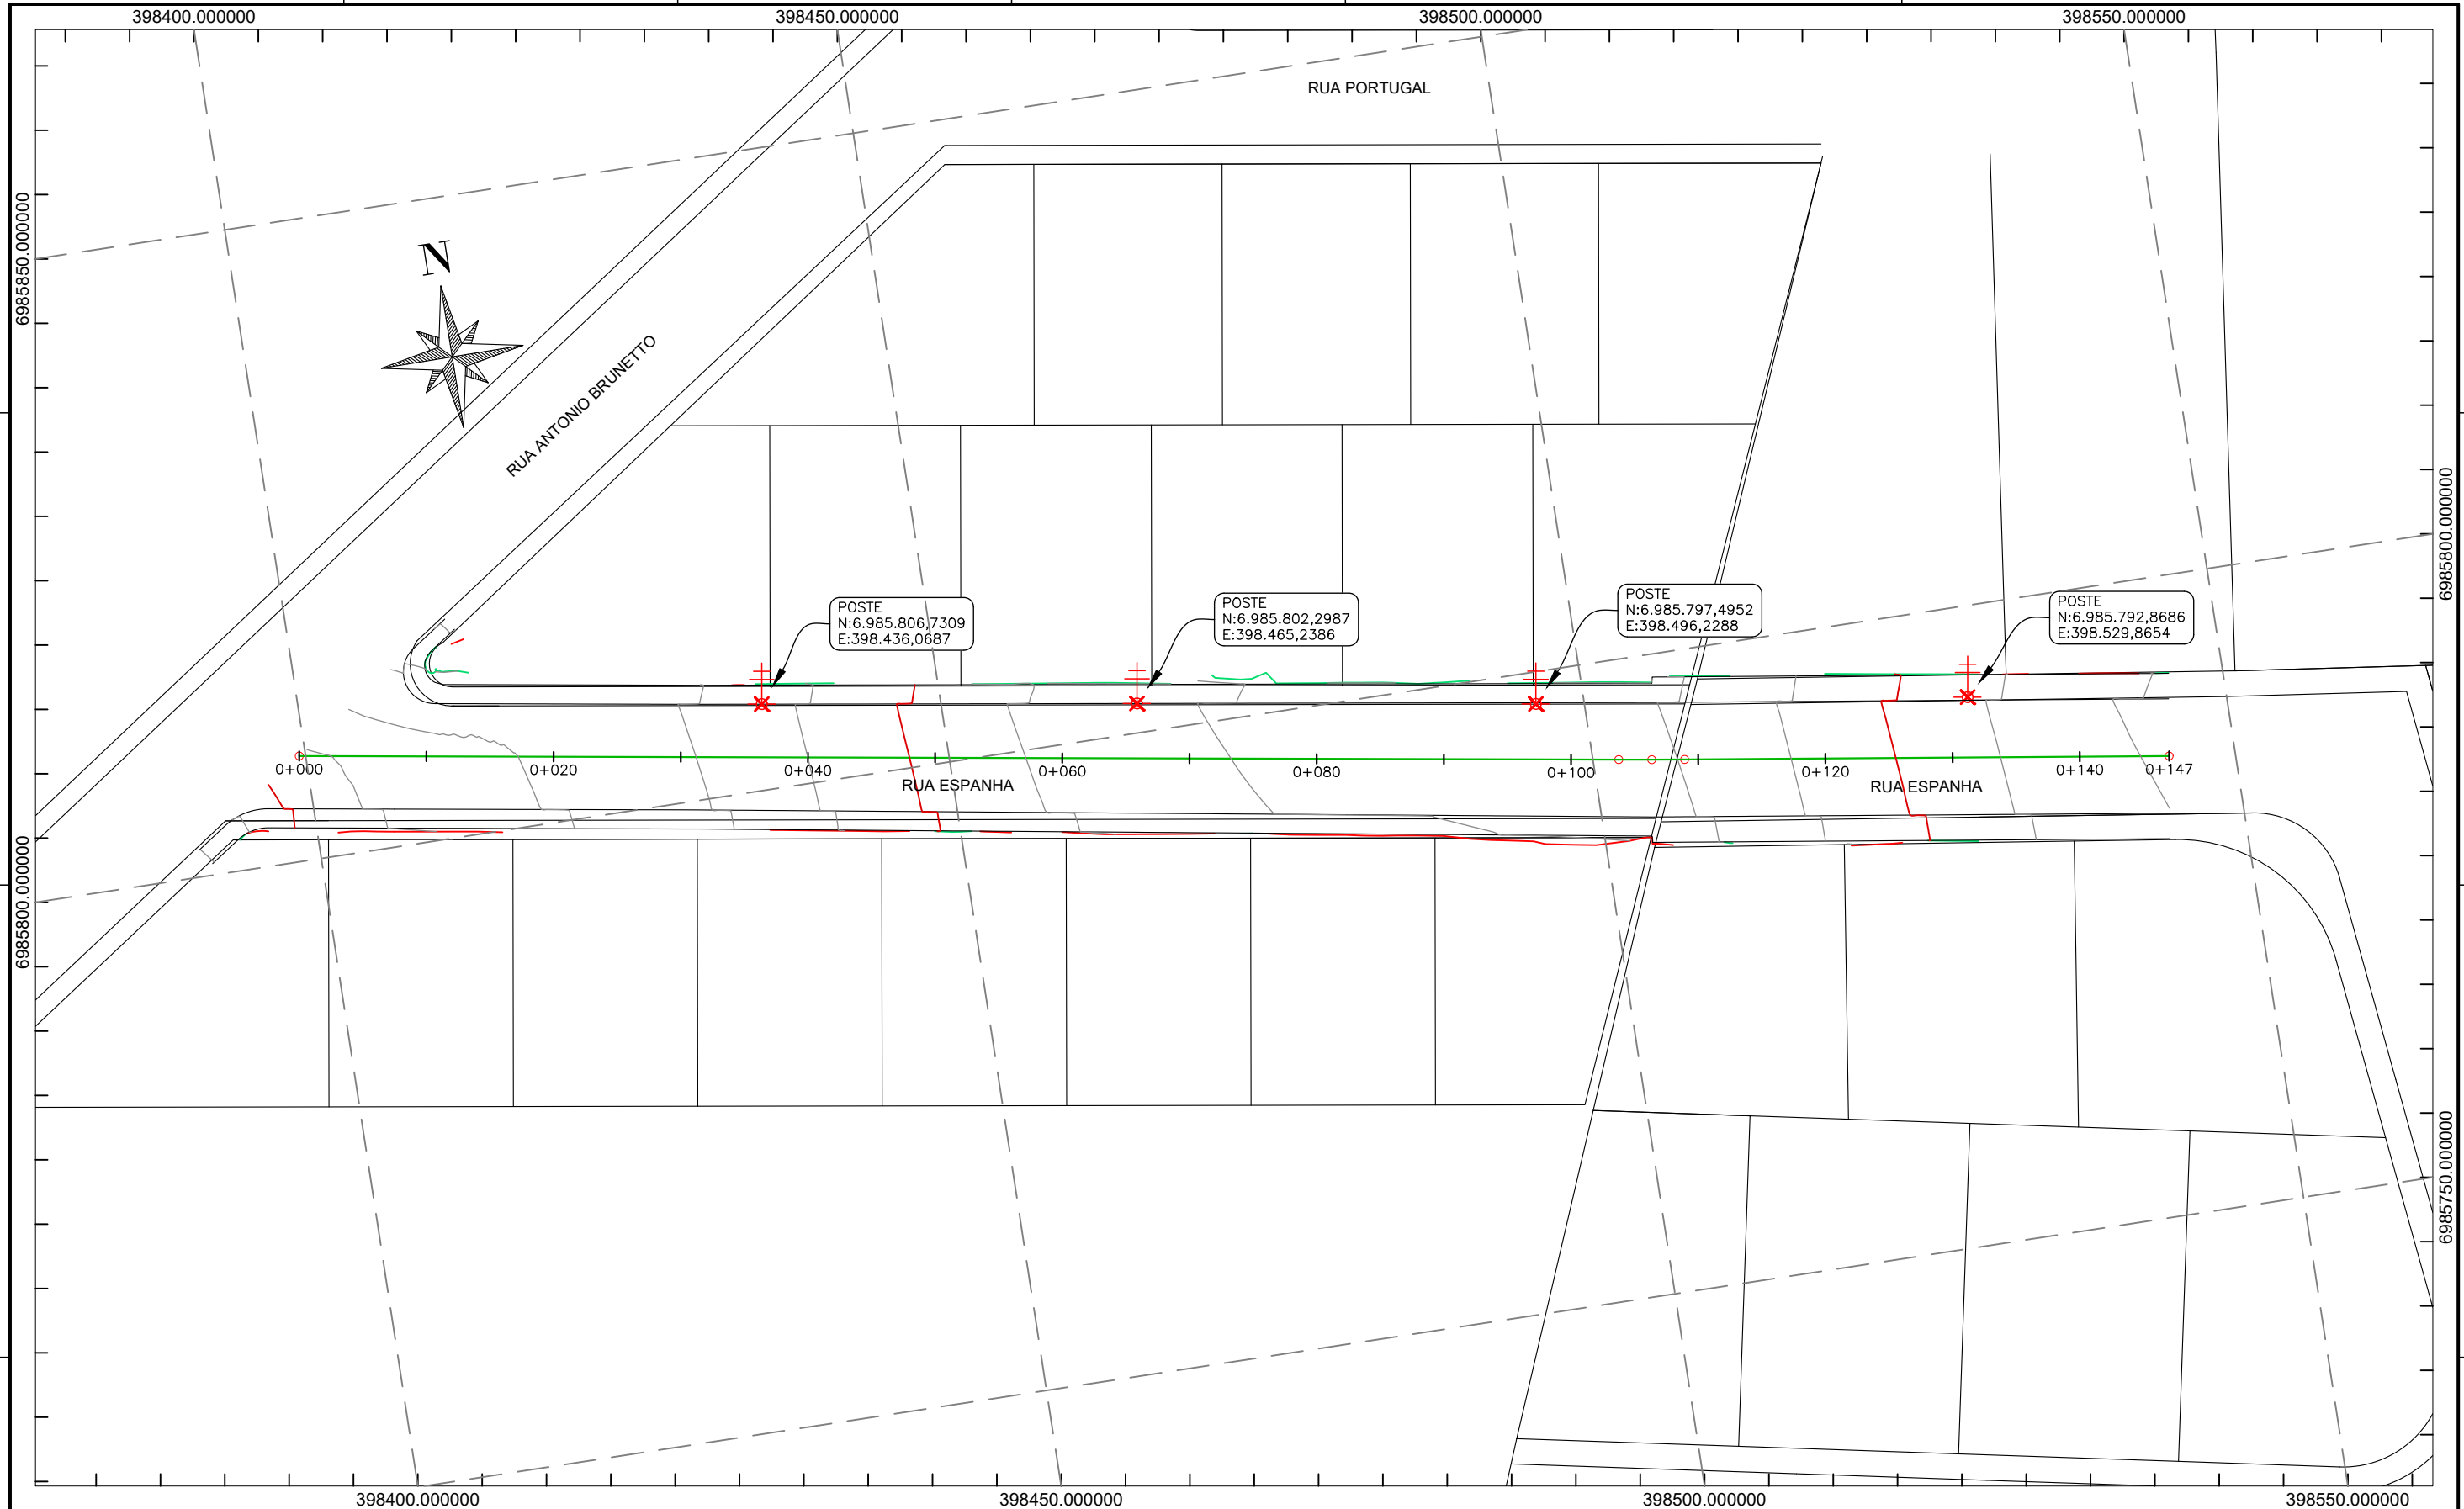 398400.000000
398450.000000
398500.000000
398550.000000
RUA PORTUGAL
6985850.000000
N
RUA ANTONIO BRUNETTO
6985800.000000
POSTE
N:6.985.806,7309
E:398.436,0687
POSTE
N:6.985.802,2987
E:398.465,2386
POSTE
N:6.985.797,4952
E:398.496,2288
POSTE
N:6.985.792,8686
E:398.529,8654
0+000
0+020
0+040
0+060
0+080
0+100
0+120
0+140
0+147
RUA ESPANHA
RUA ESPANHA
6985800.000000
6985750.000000
398400.000000
398450.000000
398500.000000
398550.000000